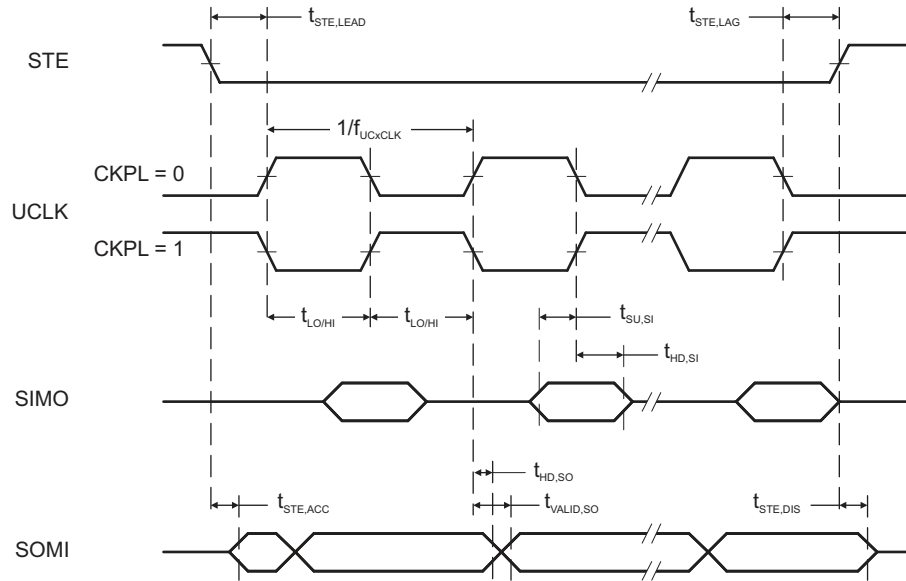 tSTE,LEAD
tSTE,LAG
STE
1/fUCxCLK
CKPL = 0
UCLK
CKPL = 1
tLO/HI
tLO/HI
tSU,SI
tHD,SI
SIMO
tHD,SO
tSTE,ACC
tVALID,SO
tSTE,DIS
SOMI